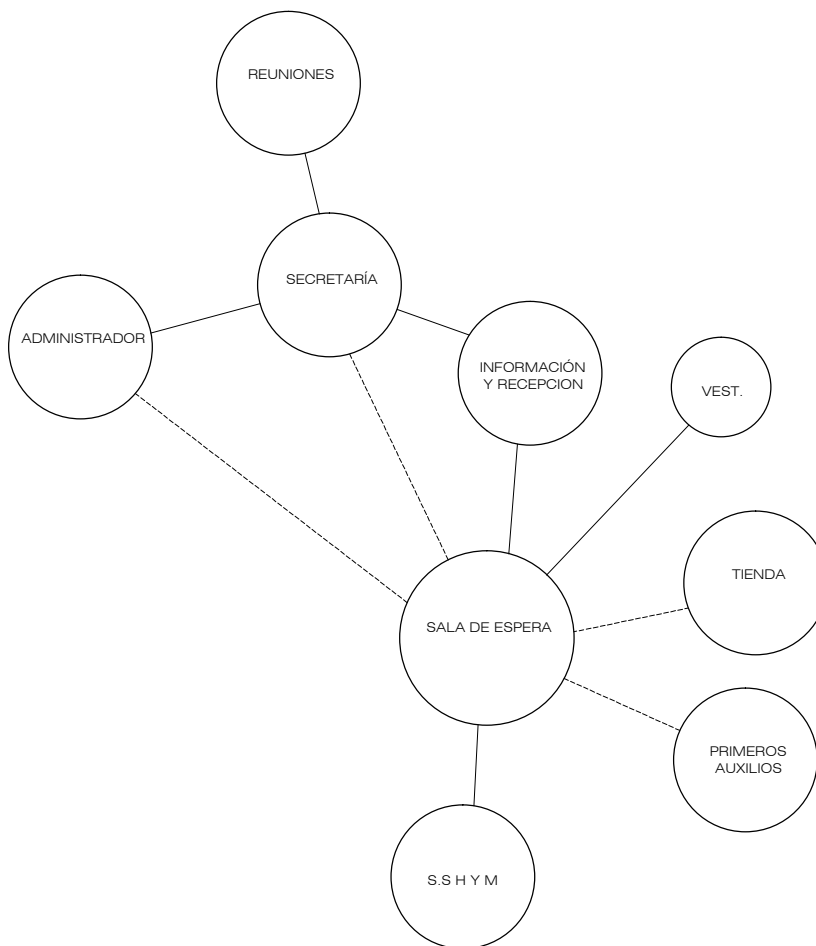 REUNIONES
SECRETARÍA
ADMINISTRADOR
INFORMACIÓN
Y RECEPCION
VEST.
TIENDA
SALA DE ESPERA
PRIMEROS
AUXILIOS
S.S H Y M